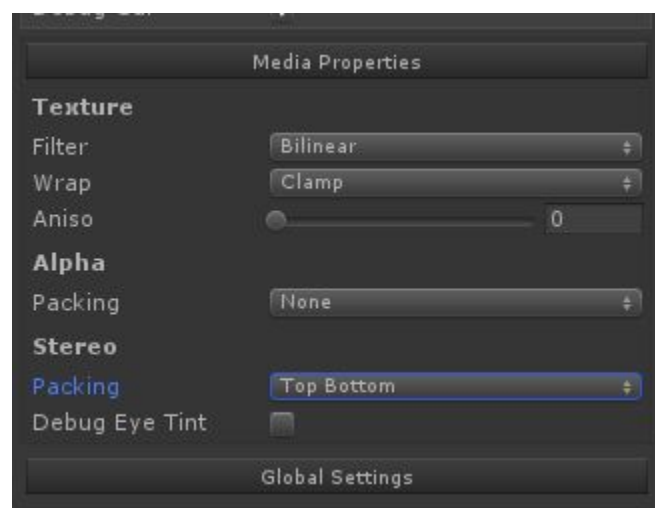 Media Properties
Texture
Filter Bilinear
Wrap Clamp
Aniso 0
Alpha
Packing None
Stereo
Packing Top Bottom
Debug Eye Tint
Global Settings